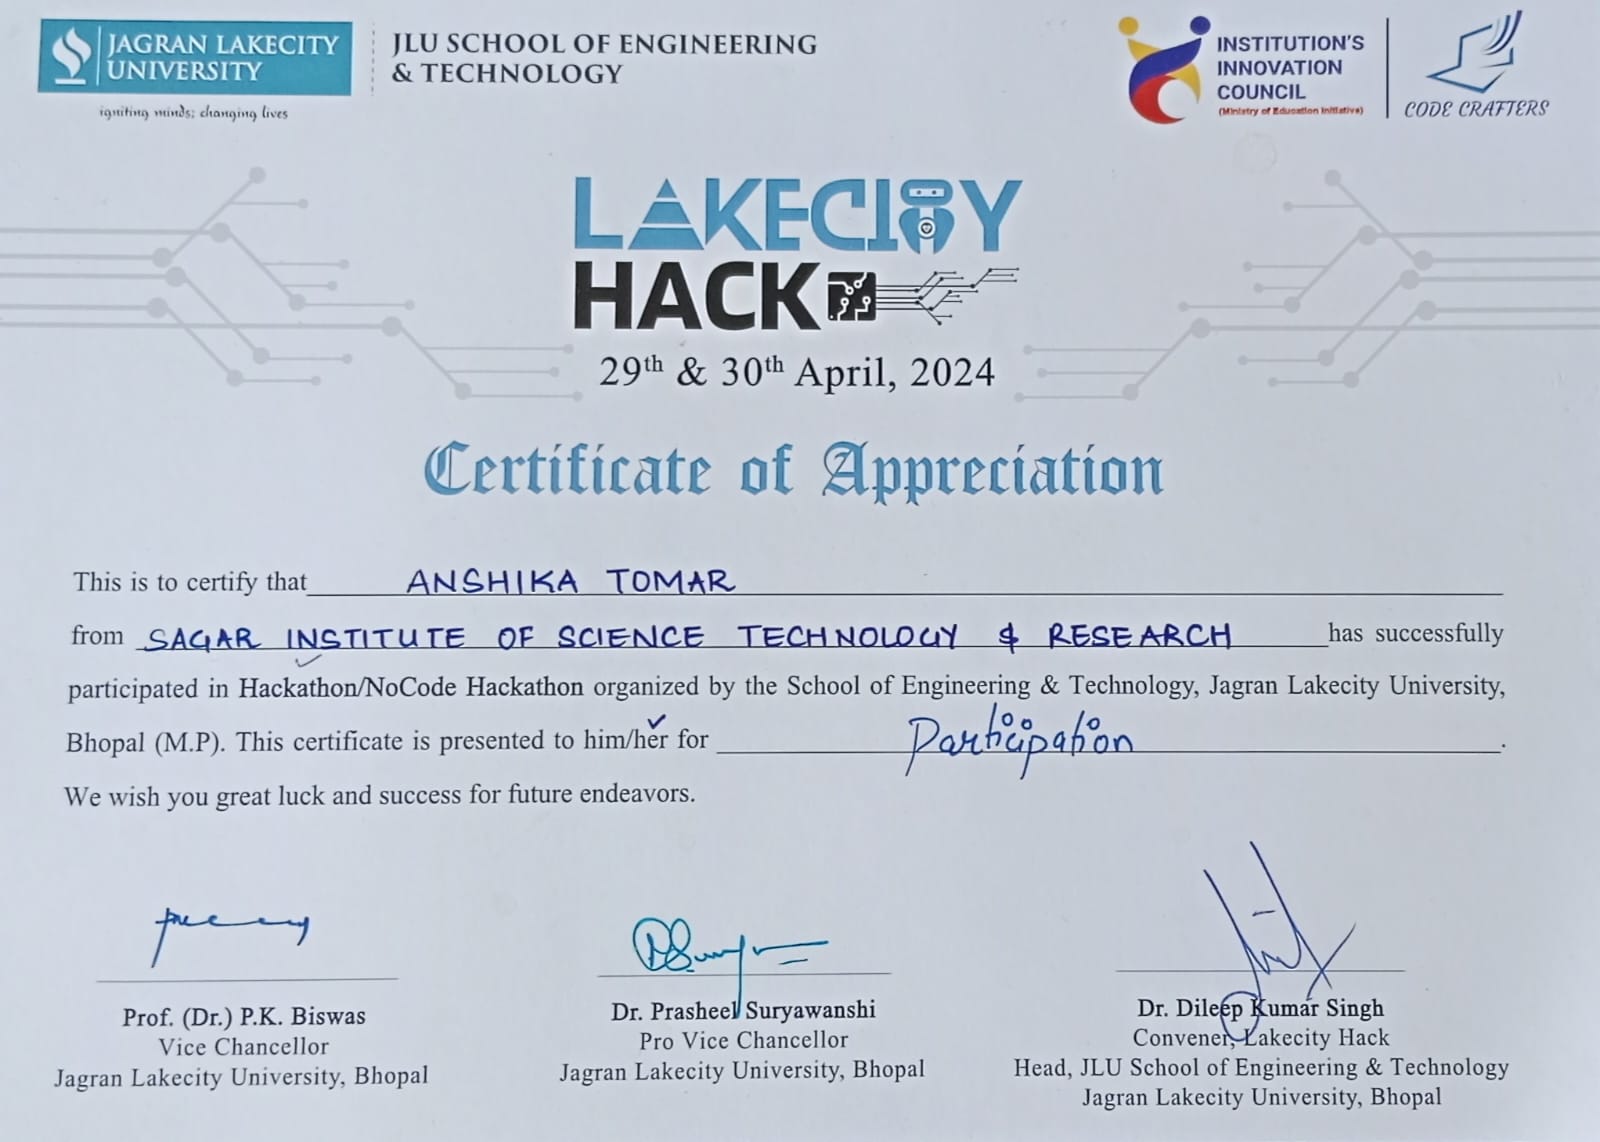 JAGRAN LAKECITY
UNIVERSITY
igniting minds; changing lives
JLU SCHOOL OF ENGINEERING
& TECHNOLOGY
INSTITUTION'S
INNOVATION
COUNCIL
(Ministry of Education Initiative)
CODE CRAFTERS
LAKECITY
HACK
29th & 30th April, 2024
Certificate of Appreciation
This is to certify that ANSHIKA TOMAR
from SAGAR INSTITUTE OF SCIENCE TECHNOLOGY & RESEARCH has successfully
participated in Hackathon/NoCode Hackathon organized by the School of Engineering & Technology, Jagran Lakecity University,
Bhopal (M.P). This certificate is presented to him/her for Participation.
We wish you great luck and success for future endeavors.
Prof. (Dr.) P.K. Biswas
Vice Chancellor
Jagran Lakecity University, Bhopal
Dr. Prasheel Suryawanshi
Pro Vice Chancellor
Jagran Lakecity University, Bhopal
Dr. Dileep Kumar Singh
Convener, Lakecity Hack
Head, JLU School of Engineering & Technology
Jagran Lakecity University, Bhopal